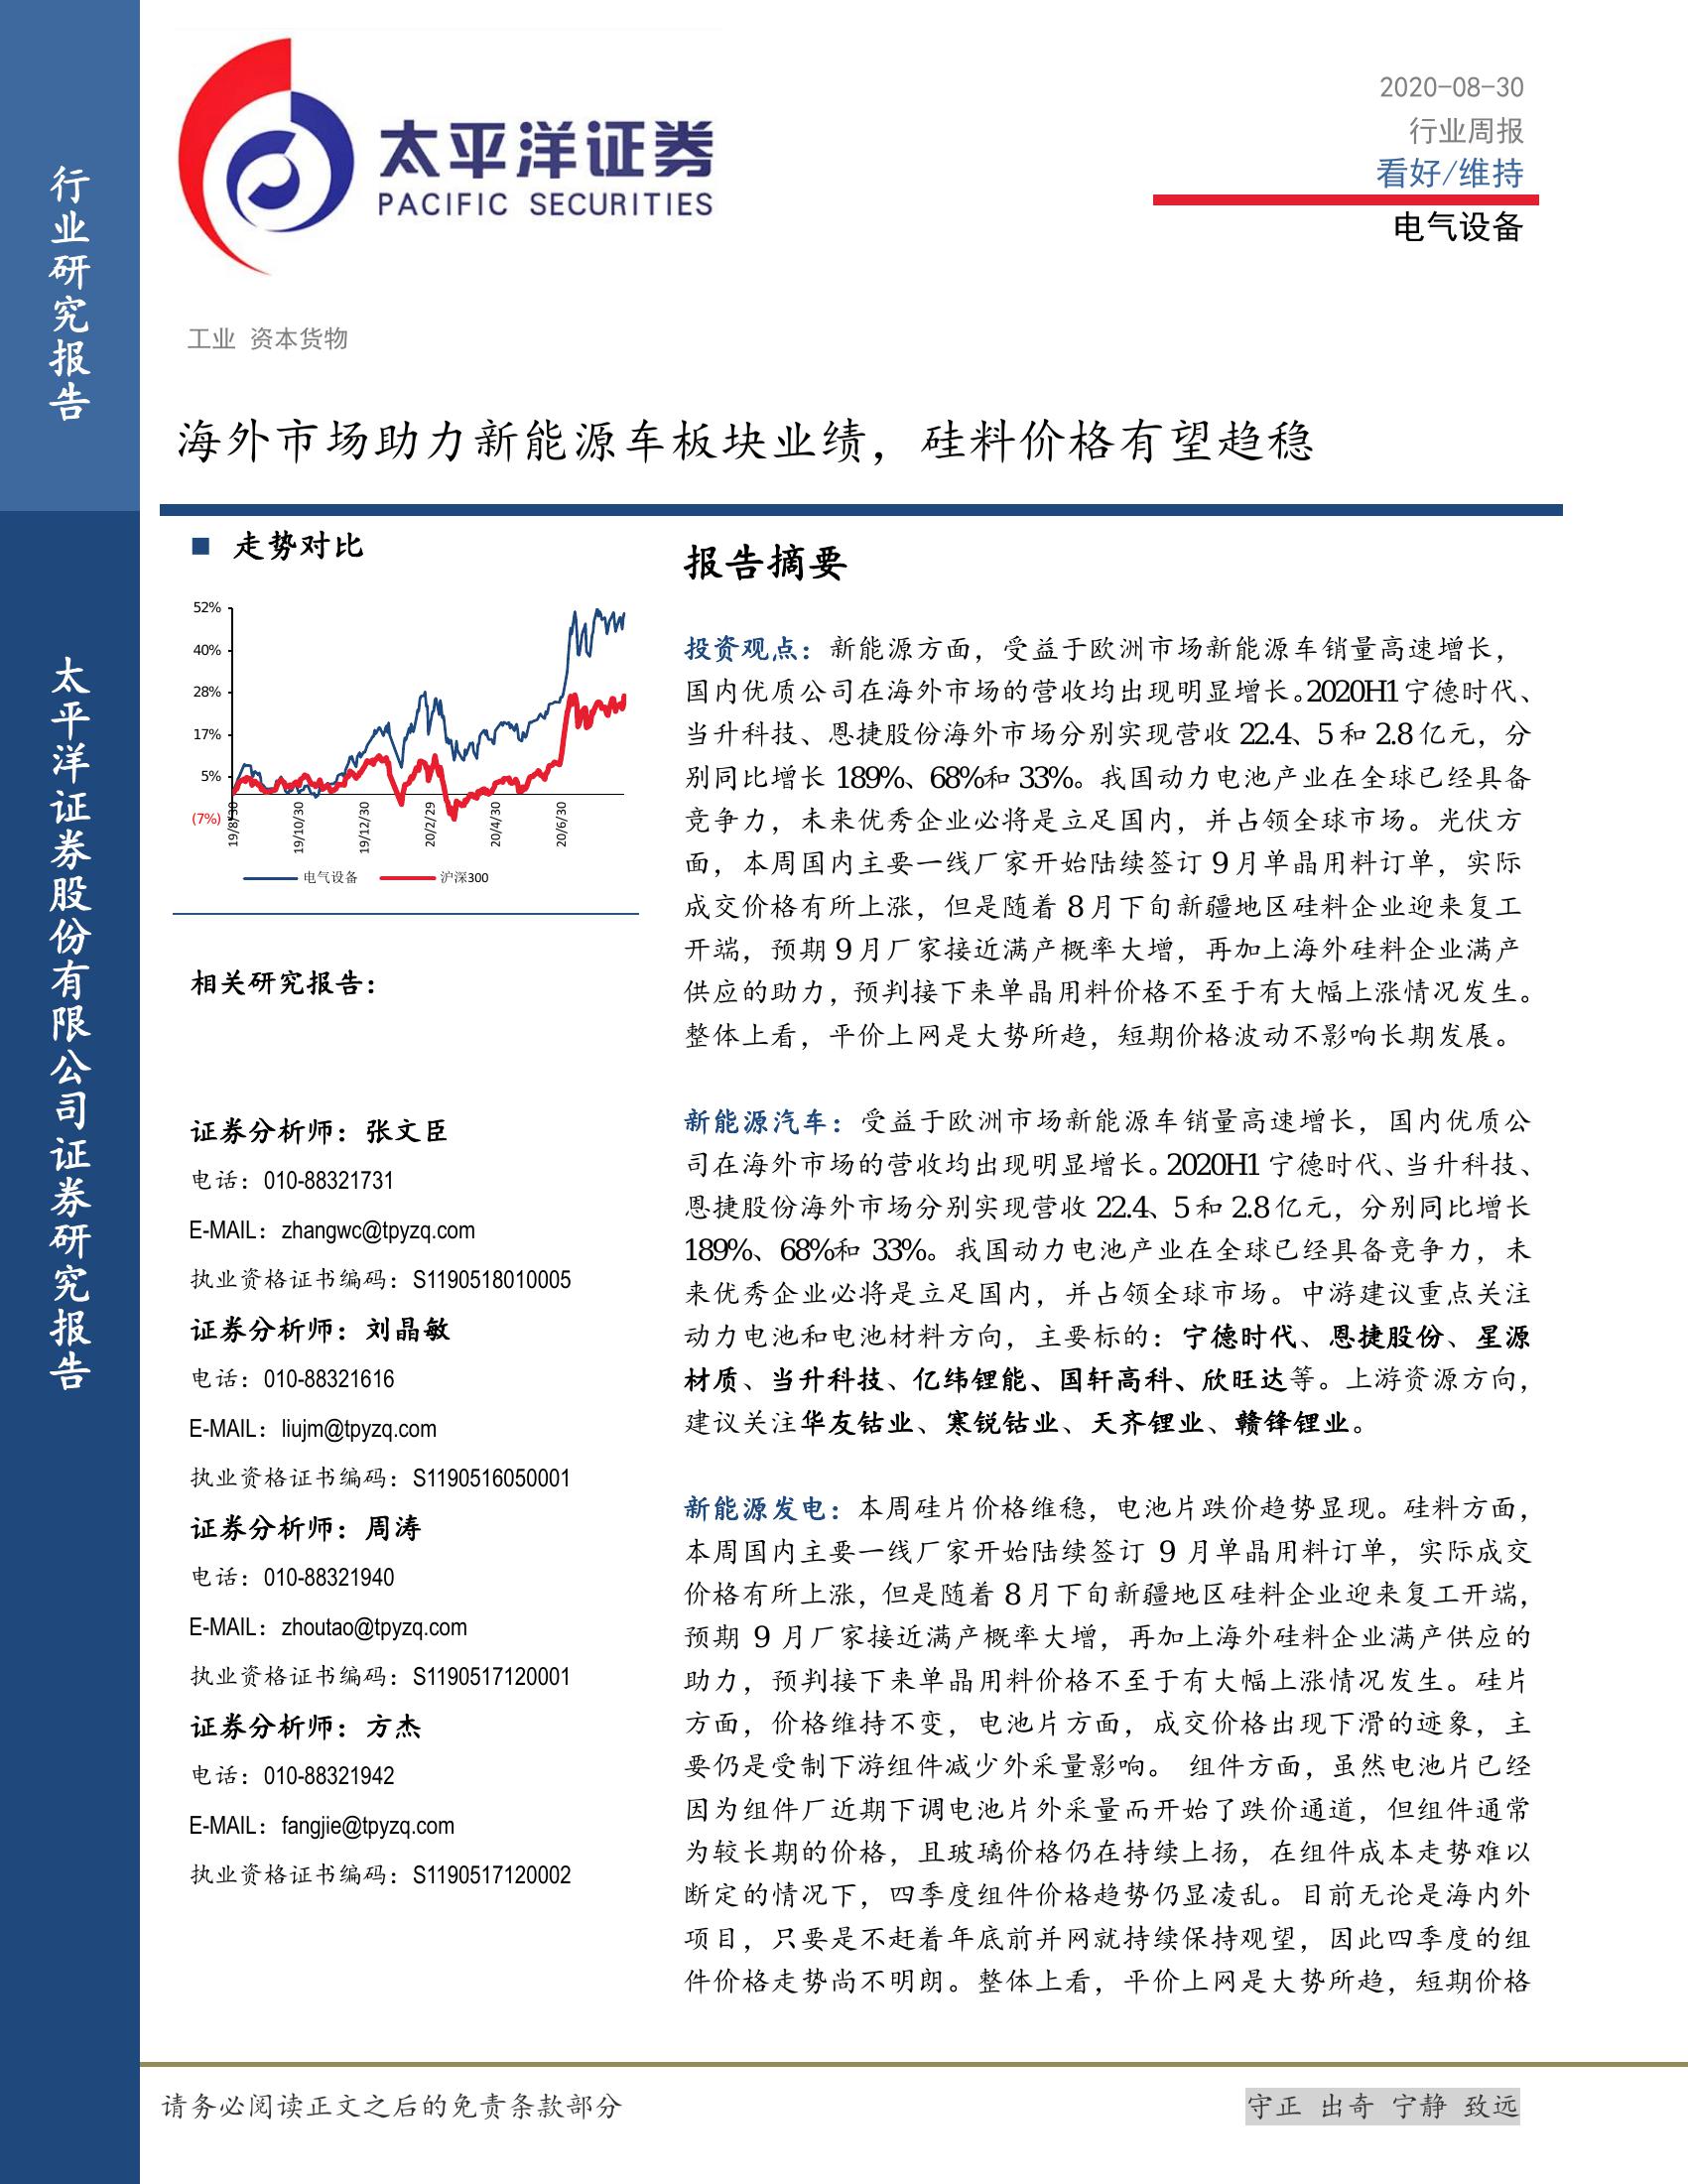 行业研究报告
太平洋证券股份有限公司证券研究报告
太平洋证券
PACIFIC SECURITIES
2020-08-30
行业周报
看好/维持
电气设备
工业 资本货物
海外市场助力新能源车板块业绩，硅料价格有望趋稳
■ 走势对比
52%
40%
28%
17%
5%
(7%)
19/8/30
19/10/30
19/12/30
20/2/29
20/4/30
20/6/30
电气设备 沪深300
相关研究报告：
证券分析师：张文臣
电话：010-88321731
E-MAIL：zhangwc@tpyzq.com
执业资格证书编码：S1190518010005
证券分析师：刘晶敏
电话：010-88321616
E-MAIL：liujm@tpyzq.com
执业资格证书编码：S1190516050001
证券分析师：周涛
电话：010-88321940
E-MAIL：zhoutao@tpyzq.com
执业资格证书编码：S1190517120001
证券分析师：方杰
电话：010-88321942
E-MAIL：fangjie@tpyzq.com
执业资格证书编码：S1190517120002
报告摘要
投资观点：新能源方面，受益于欧洲市场新能源车销量高速增长，
国内优质公司在海外市场的营收均出现明显增长。2020H1 宁德时代、
当升科技、恩捷股份海外市场分别实现营收 22.4、5 和 2.8 亿元，分
别同比增长 189%、68%和 33%。我国动力电池产业在全球已经具备
竞争力，未来优秀企业必将是立足国内，并占领全球市场。光伏方
面，本周国内主要一线厂家开始陆续签订 9 月单晶用料订单，实际
成交价格有所上涨，但是随着 8 月下旬新疆地区硅料企业迎来复工
开端，预期 9 月厂家接近满产概率大增，再加上海外硅料企业满产
供应的助力，预判接下来单晶用料价格不至于有大幅上涨情况发生。
整体上看，平价上网是大势所趋，短期价格波动不影响长期发展。
新能源汽车：受益于欧洲市场新能源车销量高速增长，国内优质公
司在海外市场的营收均出现明显增长。2020H1 宁德时代、当升科技、
恩捷股份海外市场分别实现营收 22.4、5 和 2.8 亿元，分别同比增长
189%、68%和 33%。我国动力电池产业在全球已经具备竞争力，未
来优秀企业必将是立足国内，并占领全球市场。中游建议重点关注
动力电池和电池材料方向，主要标的：宁德时代、恩捷股份、星源
材质、当升科技、亿纬锂能、国轩高科、欣旺达等。上游资源方向，
建议关注华友钴业、寒锐钴业、天齐锂业、赣锋锂业。
新能源发电：本周硅片价格维稳，电池片跌价趋势显现。硅料方面，
本周国内主要一线厂家开始陆续签订 9 月单晶用料订单，实际成交
价格有所上涨，但是随着 8 月下旬新疆地区硅料企业迎来复工开端，
预期 9 月厂家接近满产概率大增，再加上海外硅料企业满产供应的
助力，预判接下来单晶用料价格不至于有大幅上涨情况发生。硅片
方面，价格维持不变，电池片方面，成交价格出现下滑的迹象，主
要仍是受制下游组件减少外采量影响。 组件方面，虽然电池片已经
因为组件厂近期下调电池片外采量而开始了跌价通道，但组件通常
为较长期的价格，且玻璃价格仍在持续上扬，在组件成本走势难以
断定的情况下，四季度组件价格趋势仍显凌乱。目前无论是海内外
项目，只要是不赶着年底前并网就持续保持观望，因此四季度的组
件价格走势尚不明朗。整体上看，平价上网是大势所趋，短期价格
请务必阅读正文之后的免责条款部分
守正 出奇 宁静 致远